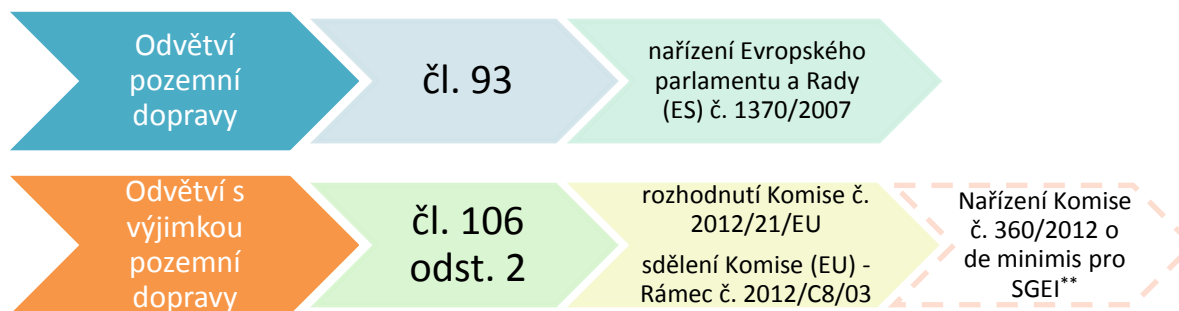 Odvětví
pozemní
dopravy
čl. 93
nařízení Evropského
parlamentu a Rady
(ES) č. 1370/2007
Odvětví s
výjimkou
pozemní
dopravy
čl. 106
odst. 2
rozhodnutí Komise č.
2012/21/EU
sdělení Komise (EU) -
Rámec č. 2012/C8/03
Nařízení Komise
č. 360/2012 o
de minimis pro
SGEI**